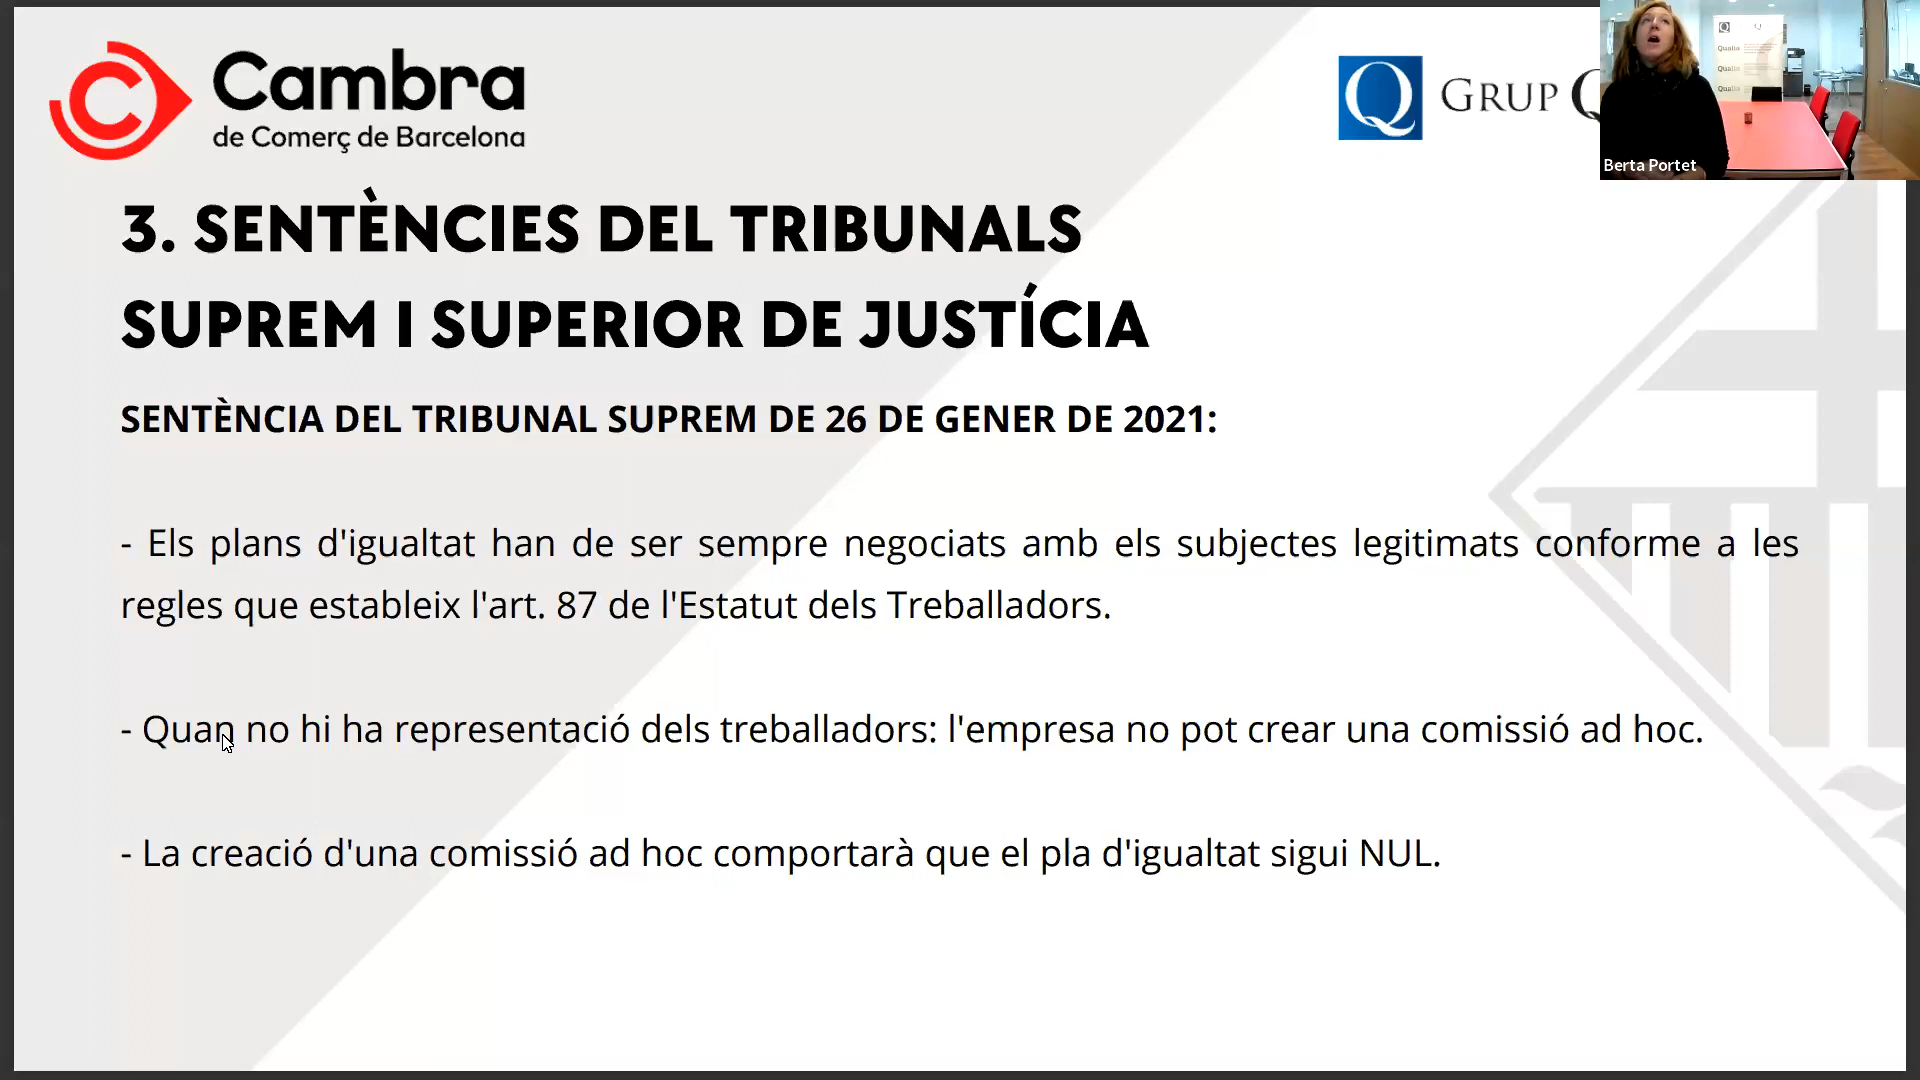 Cambra
de Comerç de Barcelona
GRUP
Qualia
Qualia
Qualia
Berta Portet
3. SENTÈNCIES DEL TRIBUNALS
SUPREM I SUPERIOR DE JUSTÍCIA
SENTÈNCIA DEL TRIBUNAL SUPREM DE 26 DE GENER DE 2021:
- Els plans d'igualtat han de ser sempre negociats amb els subjectes legitimats conforme a les
regles que estableix l'art. 87 de l'Estatut dels Treballadors.
- Quan no hi ha representació dels treballadors: l'empresa no pot crear una comissió ad hoc.
- La creació d'una comissió ad hoc comportarà que el pla d'igualtat sigui NUL.